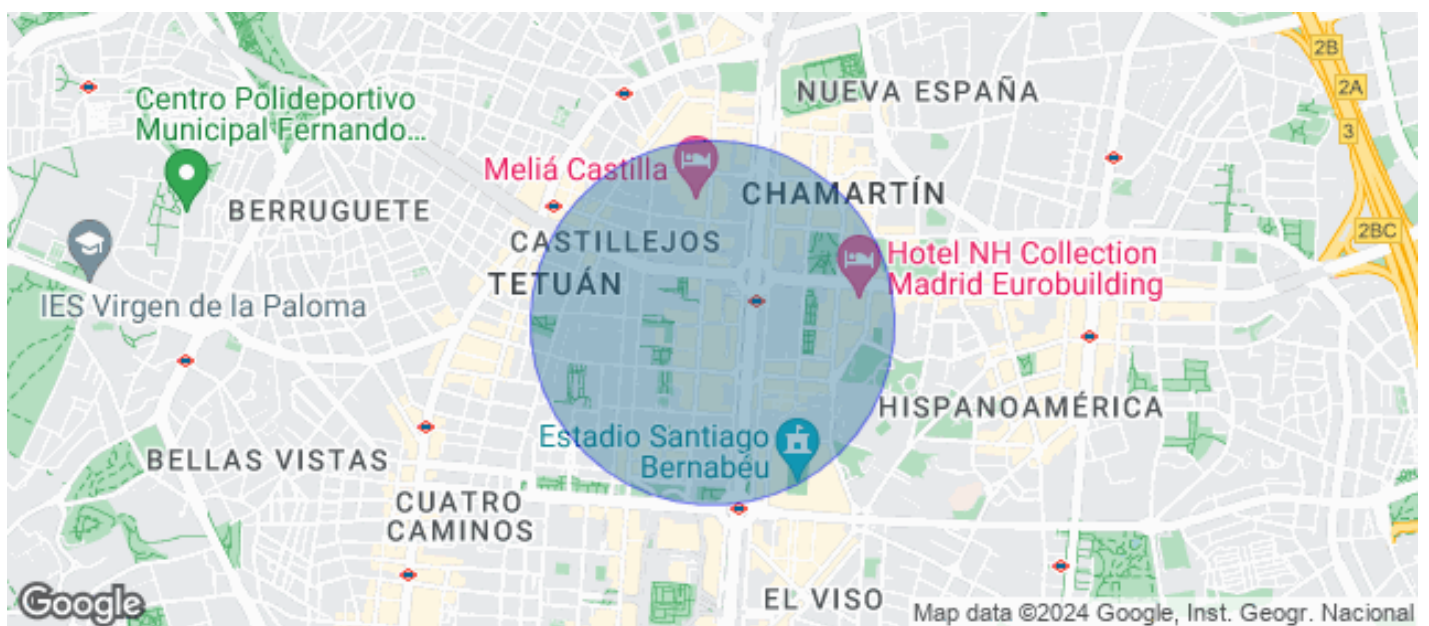 2B
NUEVA ESPAÑA
2A
Centro Polideportivo
Municipal Fernando...
3
Meliá Castilla
CHAMARTÍN
BERRUGUETE
2BC
CASTILLEJOS
Hotel NH Collection
Madrid Eurobuilding
TETUÁN
IES Virgen de la Paloma
HISPANOAMÉRICA
Estadio Santiago
Bernabéu
BELLAS VISTAS
CUATRO
CAMINOS
EL VISO
Google
Map data ©2024 Google, Inst. Geogr. Nacional